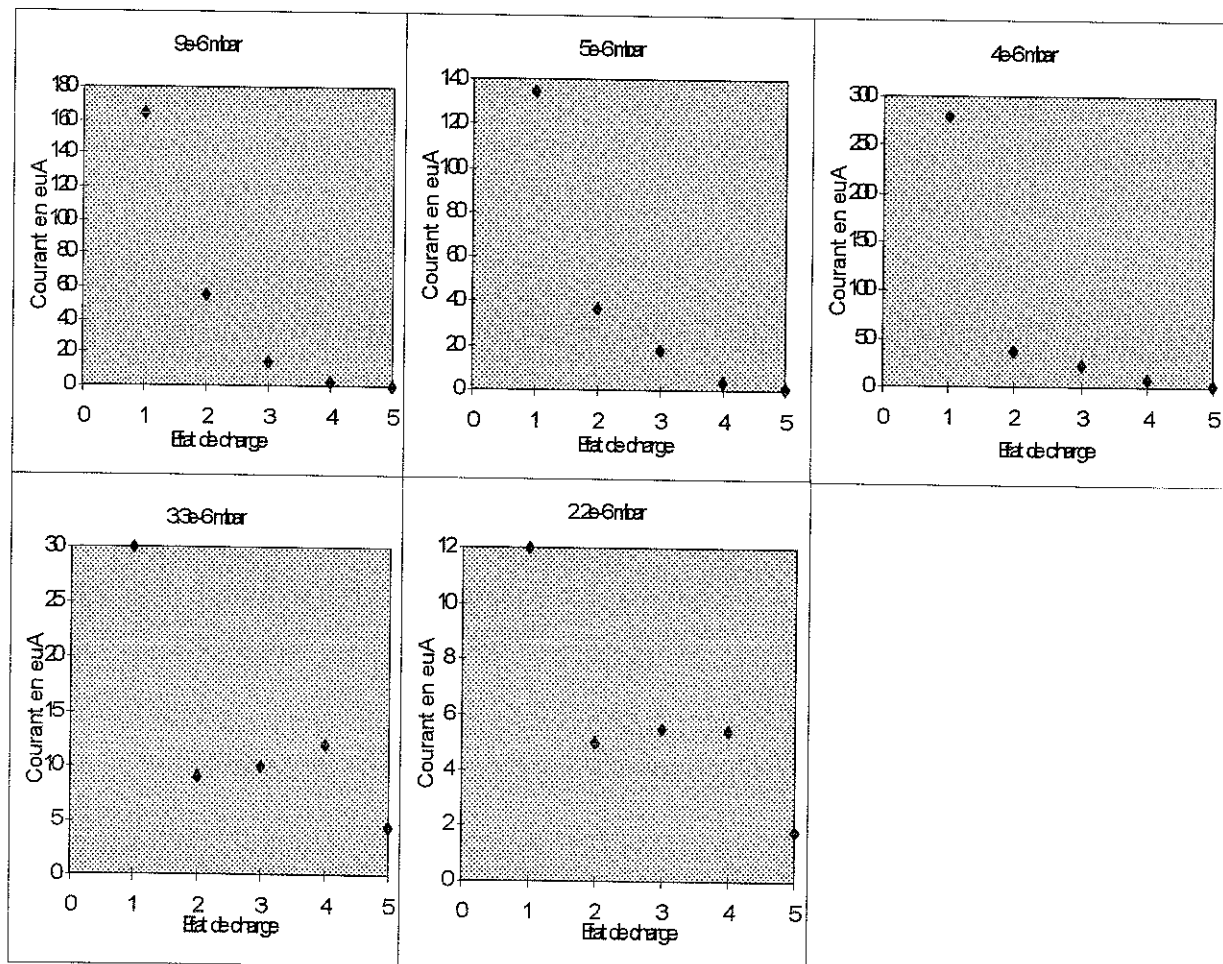 9e-6mbar
Courant en euA
180
160
140
120
100
80
60
40
20
0
0 1 2 3 4 5
Etat de charge
5e-6mbar
Courant en euA
140
120
100
80
60
40
20
0
0 1 2 3 4 5
Etat de charge
4e-6mbar
Courant en euA
300
250
200
150
100
50
0
0 1 2 3 4 5
Etat de charge
3.3e-6mbar
Courant en euA
30
25
20
15
10
5
0
0 1 2 3 4 5
Etat de charge
2.2e-6mbar
Courant en euA
12
10
8
6
4
2
0
0 1 2 3 4 5
Etat de charge